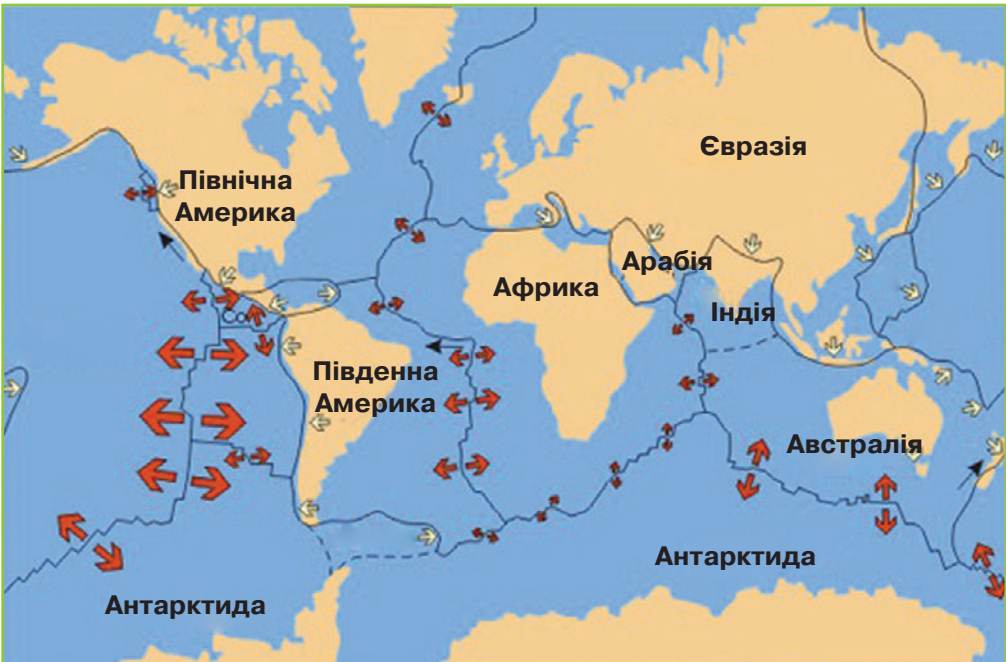 Євразія
Північна
Америка
Арабія
Африка
Індія
Південна
Америка
Австралія
Антарктида
Антарктида